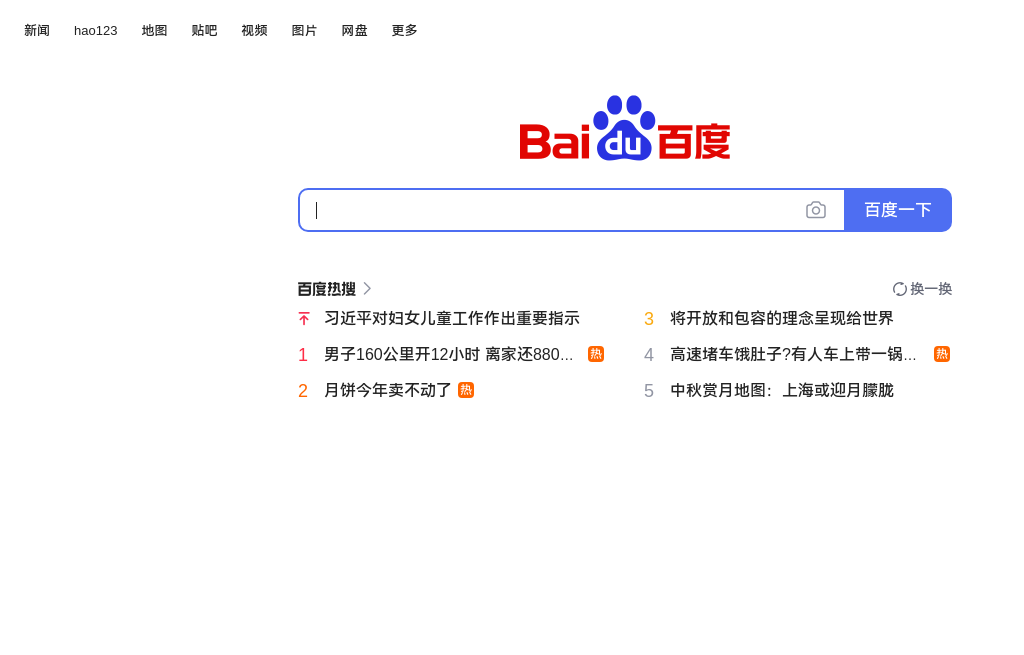 新闻 hao123 地图 贴吧 视频 图片 网盘 更多
Bai du 百度
百度一下
百度热搜 换一换
习近平对妇女儿童工作作出重要指示
1 男子160公里开12小时 离家还880... 热
2 月饼今年卖不动了 热
3 将开放和包容的理念呈现给世界
4 高速堵车饿肚子?有人车上带一锅... 热
5 中秋赏月地图：上海或迎月朦胧